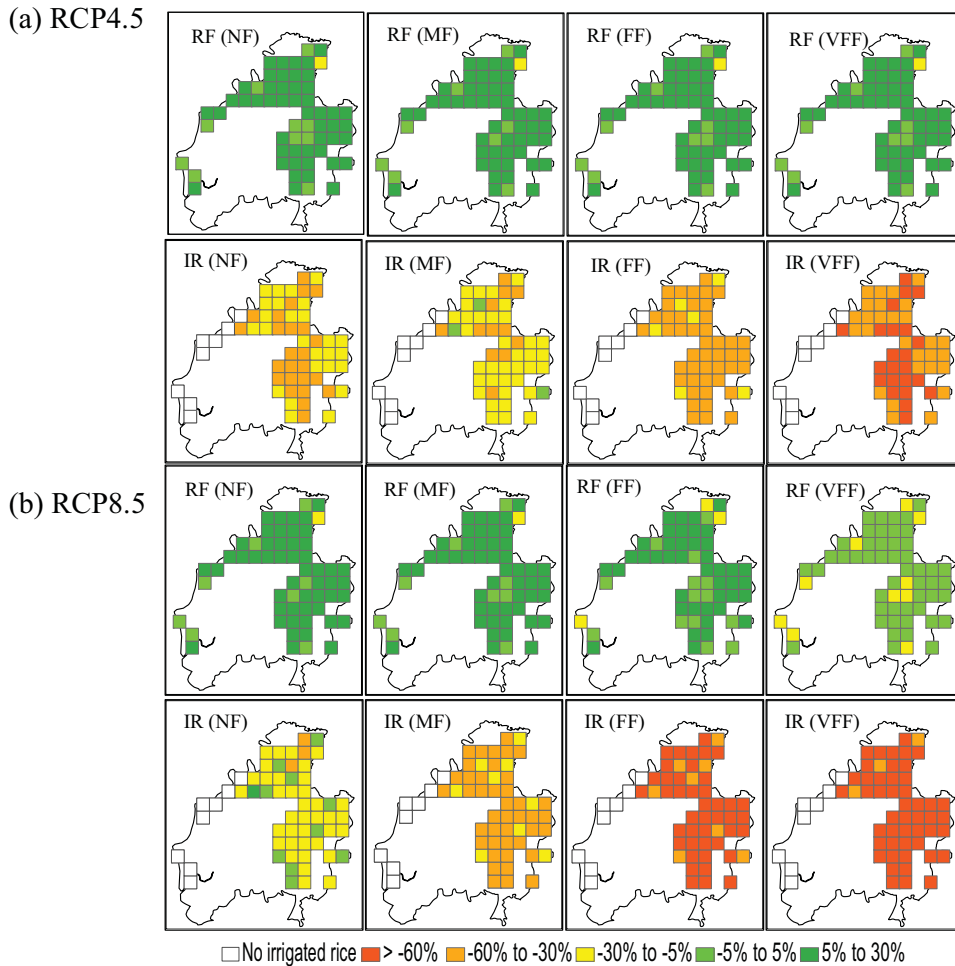 (a) RCP4.5
RF (NF) RF (MF) RF (FF) RF (VFF)
IR (NF) IR (MF) IR (FF) IR (VFF)
(b) RCP8.5
RF (NF) RF (MF) RF (FF) RF (VFF)
IR (NF) IR (MF) IR (FF) IR (VFF)
No irrigated rice > -60% -60% to -30% -30% to -5% -5% to 5% 5% to 30%